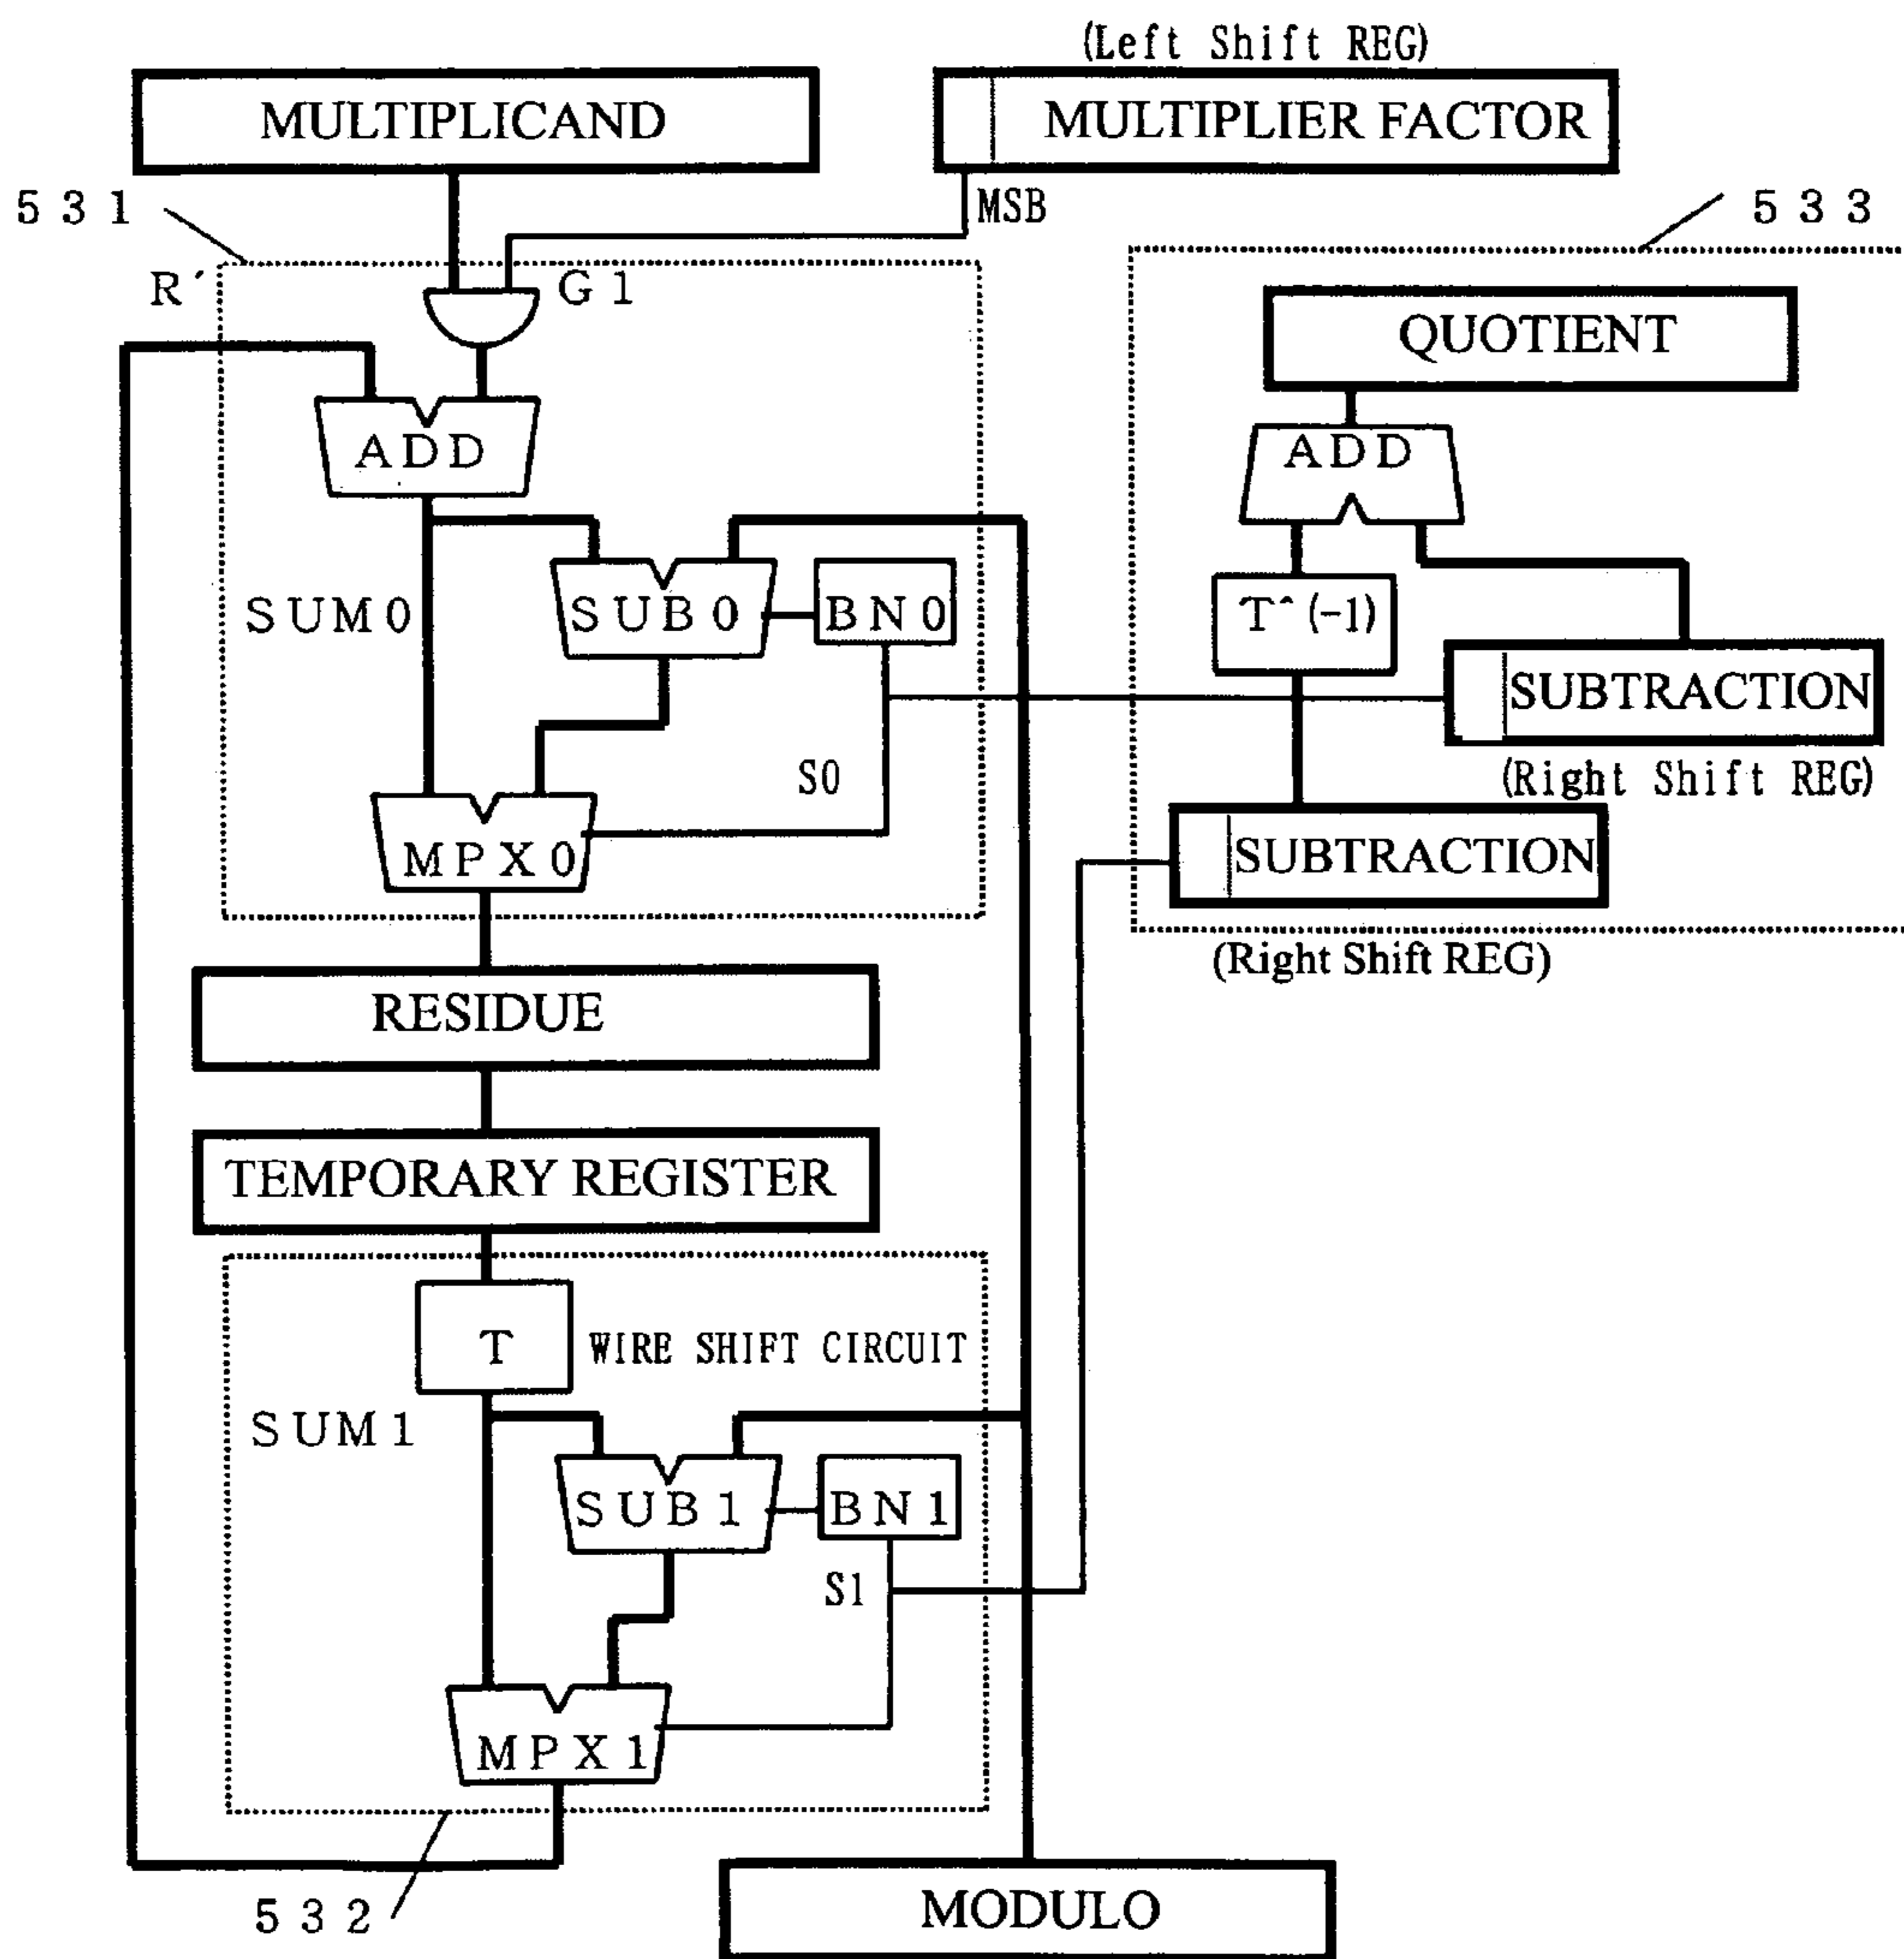 (Left Shift REG)
MULTIPLICAND
MULTIPLIER FACTOR
531
MSB
533
R´
G1
QUOTIENT
ADD
ADD
SUM0
SUB0
BN0
T^(-1)
SUBTRACTION
S0
(Right Shift REG)
MPX0
SUBTRACTION
(Right Shift REG)
RESIDUE
TEMPORARY REGISTER
T
WIRE SHIFT CIRCUIT
SUM1
SUB1
BN1
S1
MPX1
532
MODULO